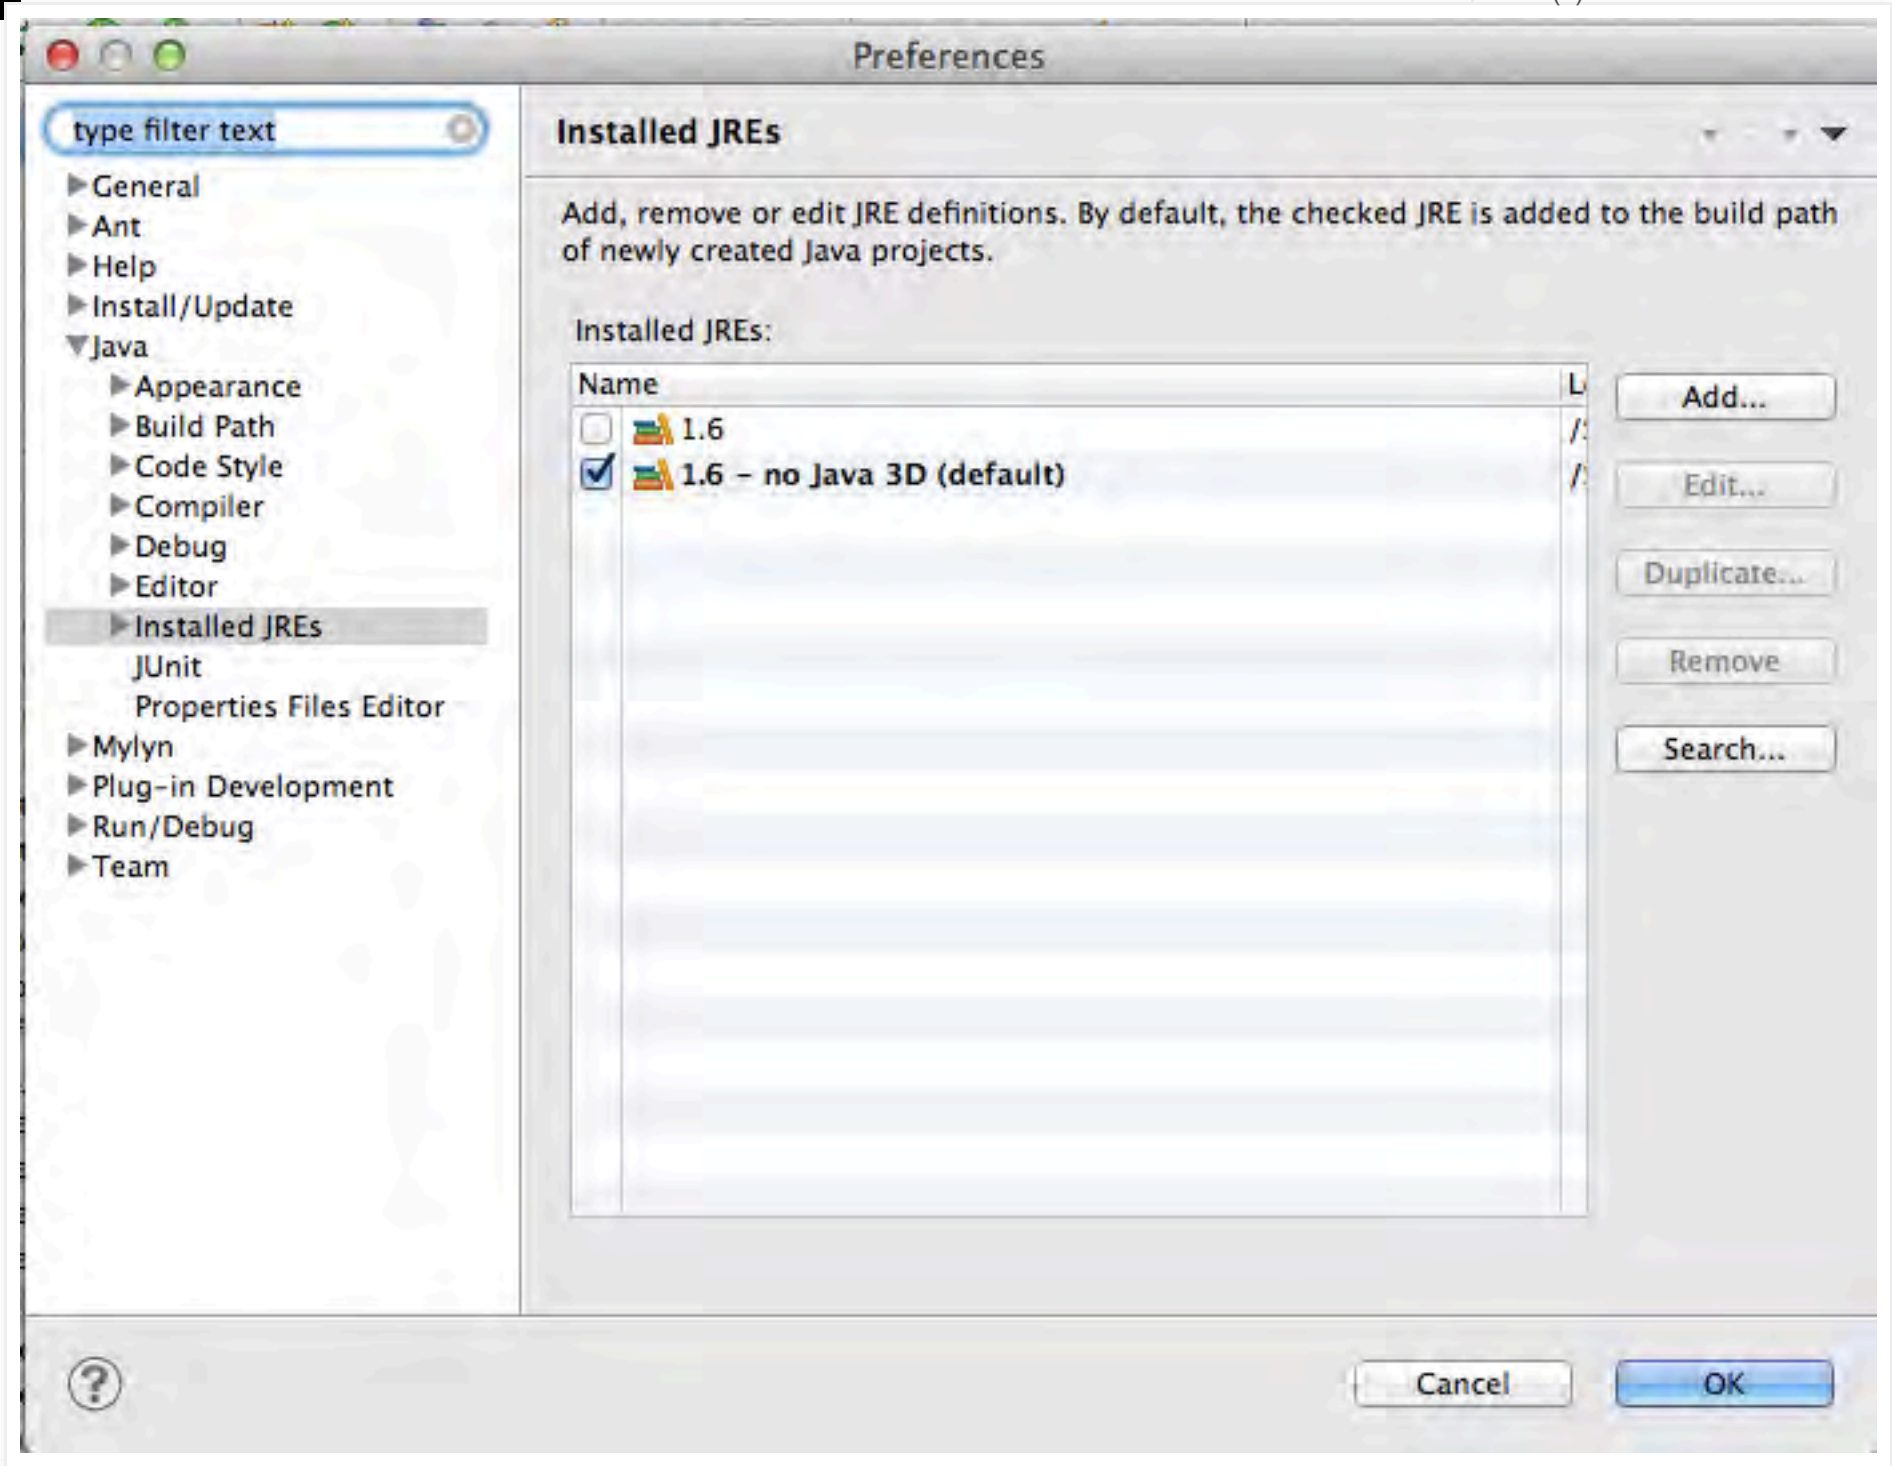 Preferences
type filter text
General
Ant
Help
Install/Update
Java
Appearance
Build Path
Code Style
Compiler
Debug
Editor
Installed JREs
JUnit
Properties Files Editor
Mylyn
Plug-in Development
Run/Debug
Team
Installed JREs
Add, remove or edit JRE definitions. By default, the checked JRE is added to the build path
of newly created Java projects.
Installed JREs:
Name
1.6
1.6 – no Java 3D (default)
Add...
Edit...
Duplicate...
Remove
Search...
?
Cancel
OK